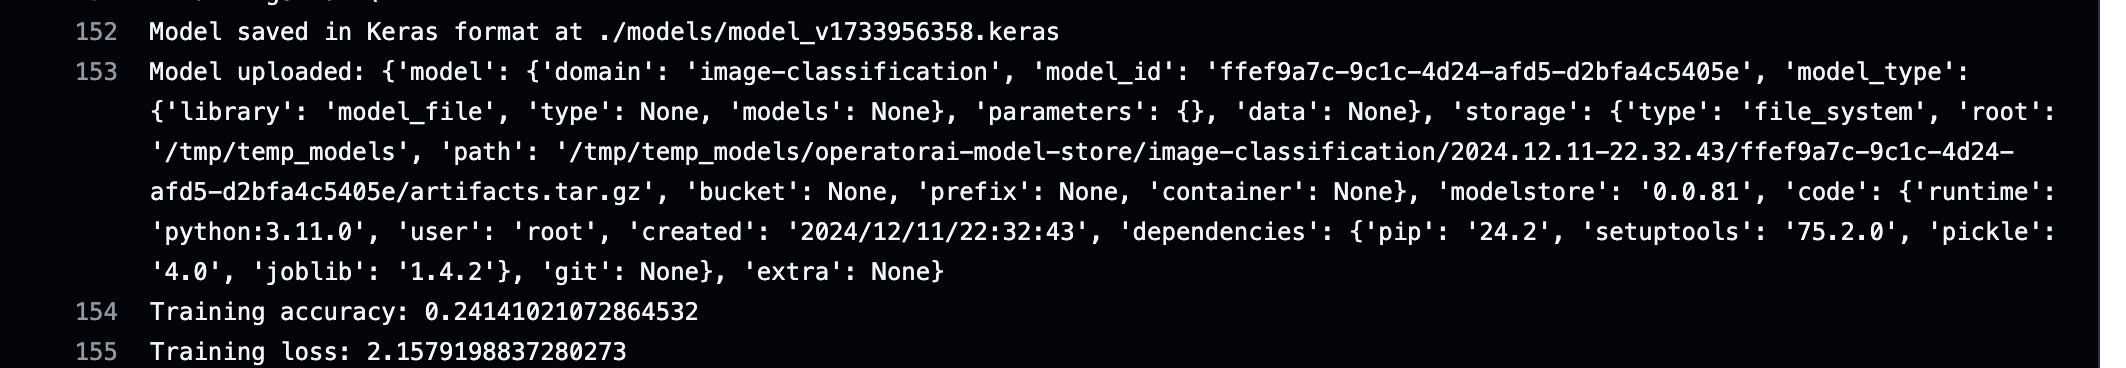 152 Model saved in Keras format at ./models/model_v1733956358.keras
153 Model uploaded: {'model': {'domain': 'image-classification', 'model_id': 'ffef9a7c-9c1c-4d24-afd5-d2bfa4c5405e', 'model_type':
{'library': 'model_file', 'type': None, 'models': None}, 'parameters': {}, 'data': None}, 'storage': {'type': 'file_system', 'root':
'/tmp/temp_models', 'path': '/tmp/temp_models/operatorai-model-store/image-classification/2024.12.11-22.32.43/ffef9a7c-9c1c-4d24-
afd5-d2bfa4c5405e/artifacts.tar.gz', 'bucket': None, 'prefix': None, 'container': None}, 'modelstore': '0.0.81', 'code': {'runtime':
'python:3.11.0', 'user': 'root', 'created': '2024/12/11/22:32:43', 'dependencies': {'pip': '24.2', 'setuptools': '75.2.0', 'pickle':
'4.0', 'joblib': '1.4.2'}, 'git': None}, 'extra': None}
154 Training accuracy: 0.24141021072864532
155 Training loss: 2.1579198837280273